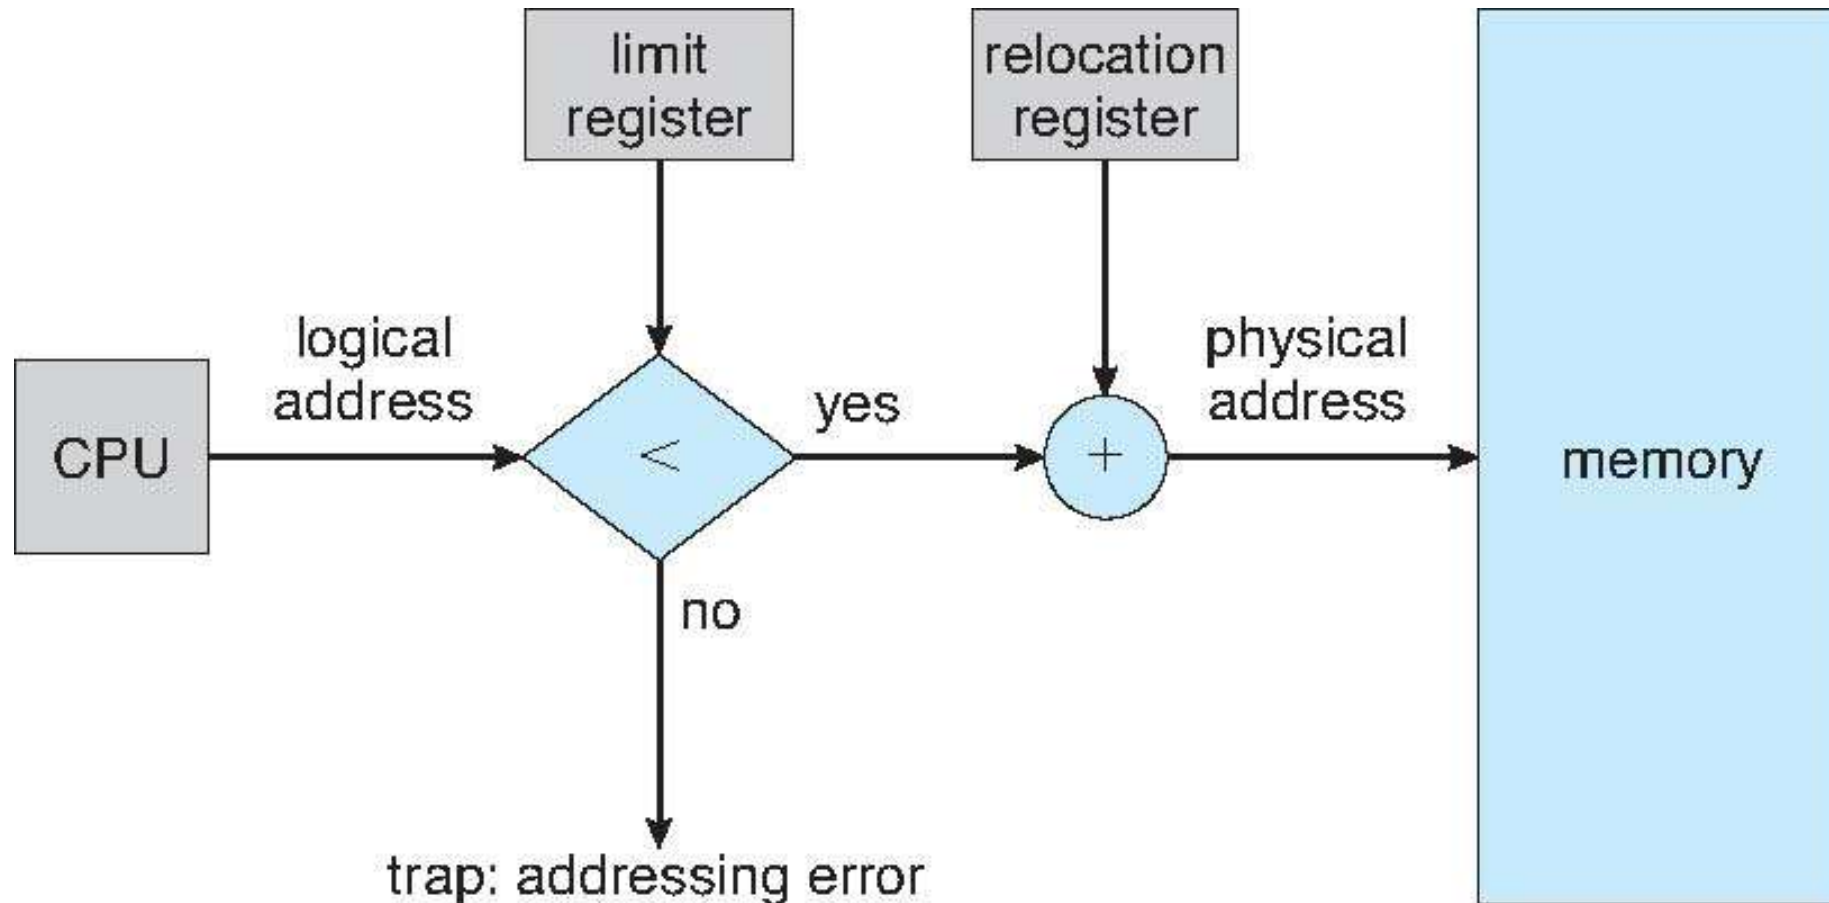 limit
register
relocation
register
logical
address
physical
address
CPU
<
yes
+
memory
no
trap: addressing error